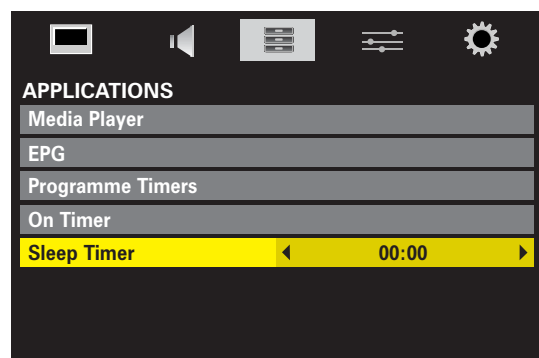 APPLICATIONS
Media Player
EPG
Programme Timers
On Timer
Sleep Timer 00:00